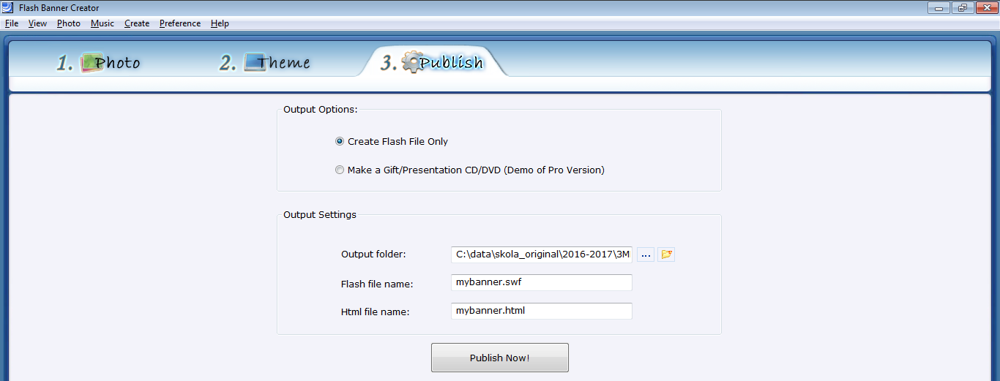 Flash Banner Creator
File View Photo Music Create Preference Help
1. Photo 2. Theme 3. Publish
Output Options:
Create Flash File Only
Make a Gift/Presentation CD/DVD (Demo of Pro Version)
Output Settings
Output folder: C:\data\skola_original\2016-2017\3M ...
Flash file name: mybanner.swf
Html file name: mybanner.html
Publish Now!